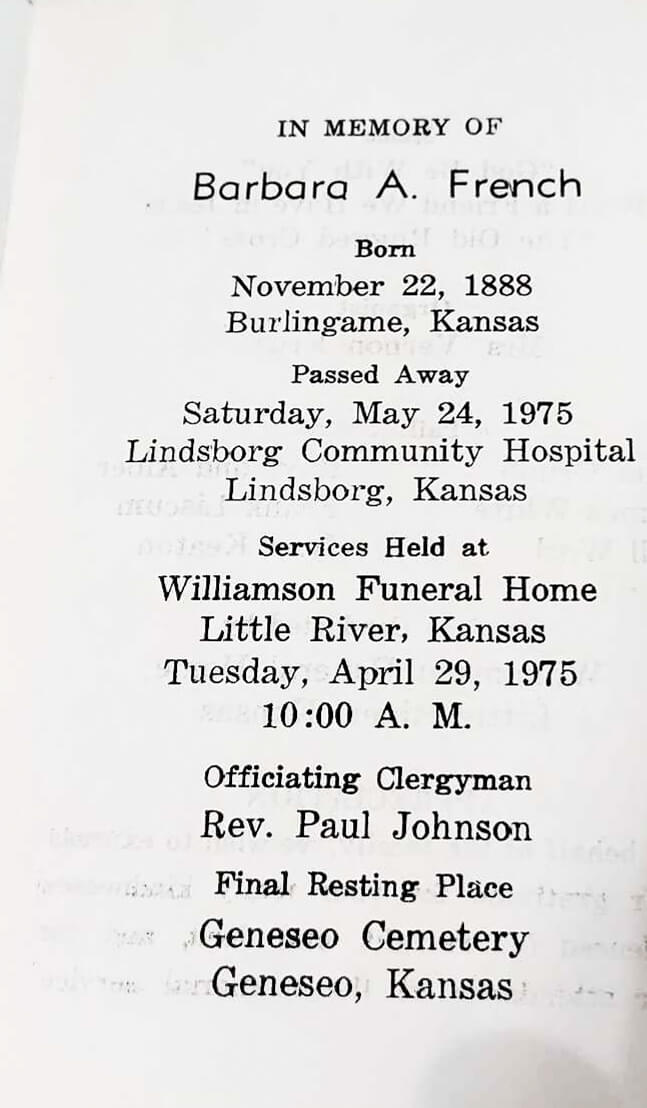 IN MEMORY OF
Barbara A. French
Born
November 22, 1888
Burlingame, Kansas
Passed Away
Saturday, May 24, 1975
Lindsborg Community Hospital
Lindsborg, Kansas
Services Held at
Williamson Funeral Home
Little River, Kansas
Tuesday, April 29, 1975
10:00 A. M.
Officiating Clergyman
Rev. Paul Johnson
Final Resting Place
Geneseo Cemetery
Geneseo, Kansas